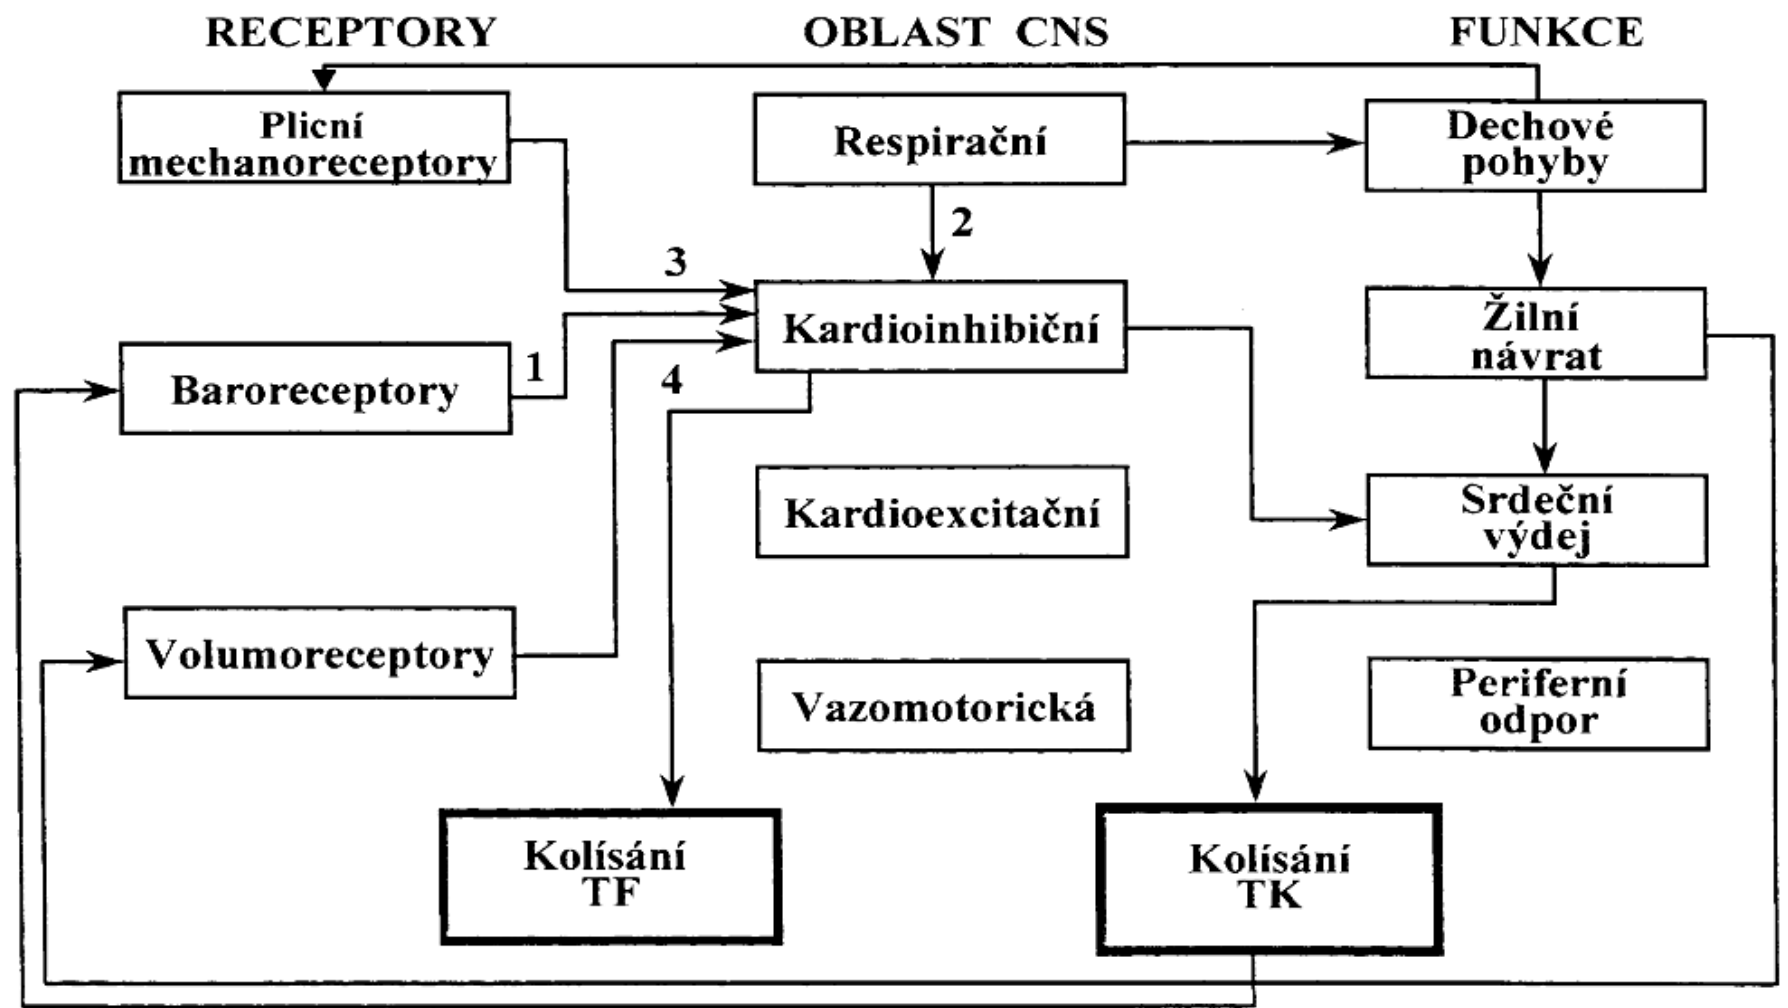 RECEPTORY
OBLAST CNS
FUNKCE
Plicní
mechanoreceptory
Respirační
Dechové
pohyby
2
3
Kardioinhibiční
Žilní
návrat
Baroreceptory
1
4
Kardioexcitační
Srdeční
výdej
Volumoreceptory
Vazomotorická
Periferní
odpor
Kolísání
TF
Kolísání
TK